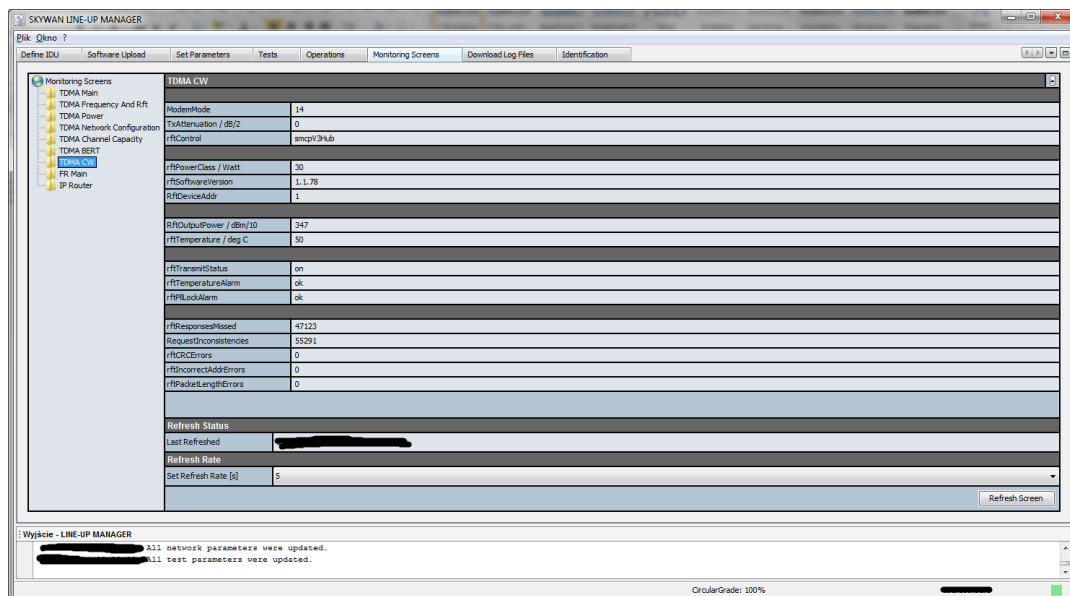 SKYWAN LINE-UP MANAGER
Plik Okno ?
Define IDU Software Upload Set Parameters Tests Operations Monitoring Screens Download Log Files Identification
Monitoring Screens
TDMA Main
TDMA Frequency And Rft
TDMA Power
TDMA Network Configuration
TDMA Channel Capacity
TDMA BERT
TDMA CW
FR Main
IP Router
TDMA CW
ModemMode 14
TxAttenuation / dB/2 0
rftControl smcpV3Hub
rftPowerClass / Watt 30
rftSoftwareVersion 1.1.78
RftDeviceAddr 1
RftOutputPower / dBm/10 347
rftTemperature / deg C 50
rftTransmitStatus on
rftTemperatureAlarm ok
rftPllLockAlarm ok
rftResponsesMissed 47123
RequestInconsistencies 55291
rftCRCErrors 0
rftIncorrectAddrErrors 0
rftPacketLengthErrors 0
Refresh Status
Last Refreshed
Refresh Rate
Set Refresh Rate [s] 5
Refresh Screen
Wyjście - LINE-UP MANAGER
All network parameters were updated.
All test parameters were updated.
CircularGrade: 100%